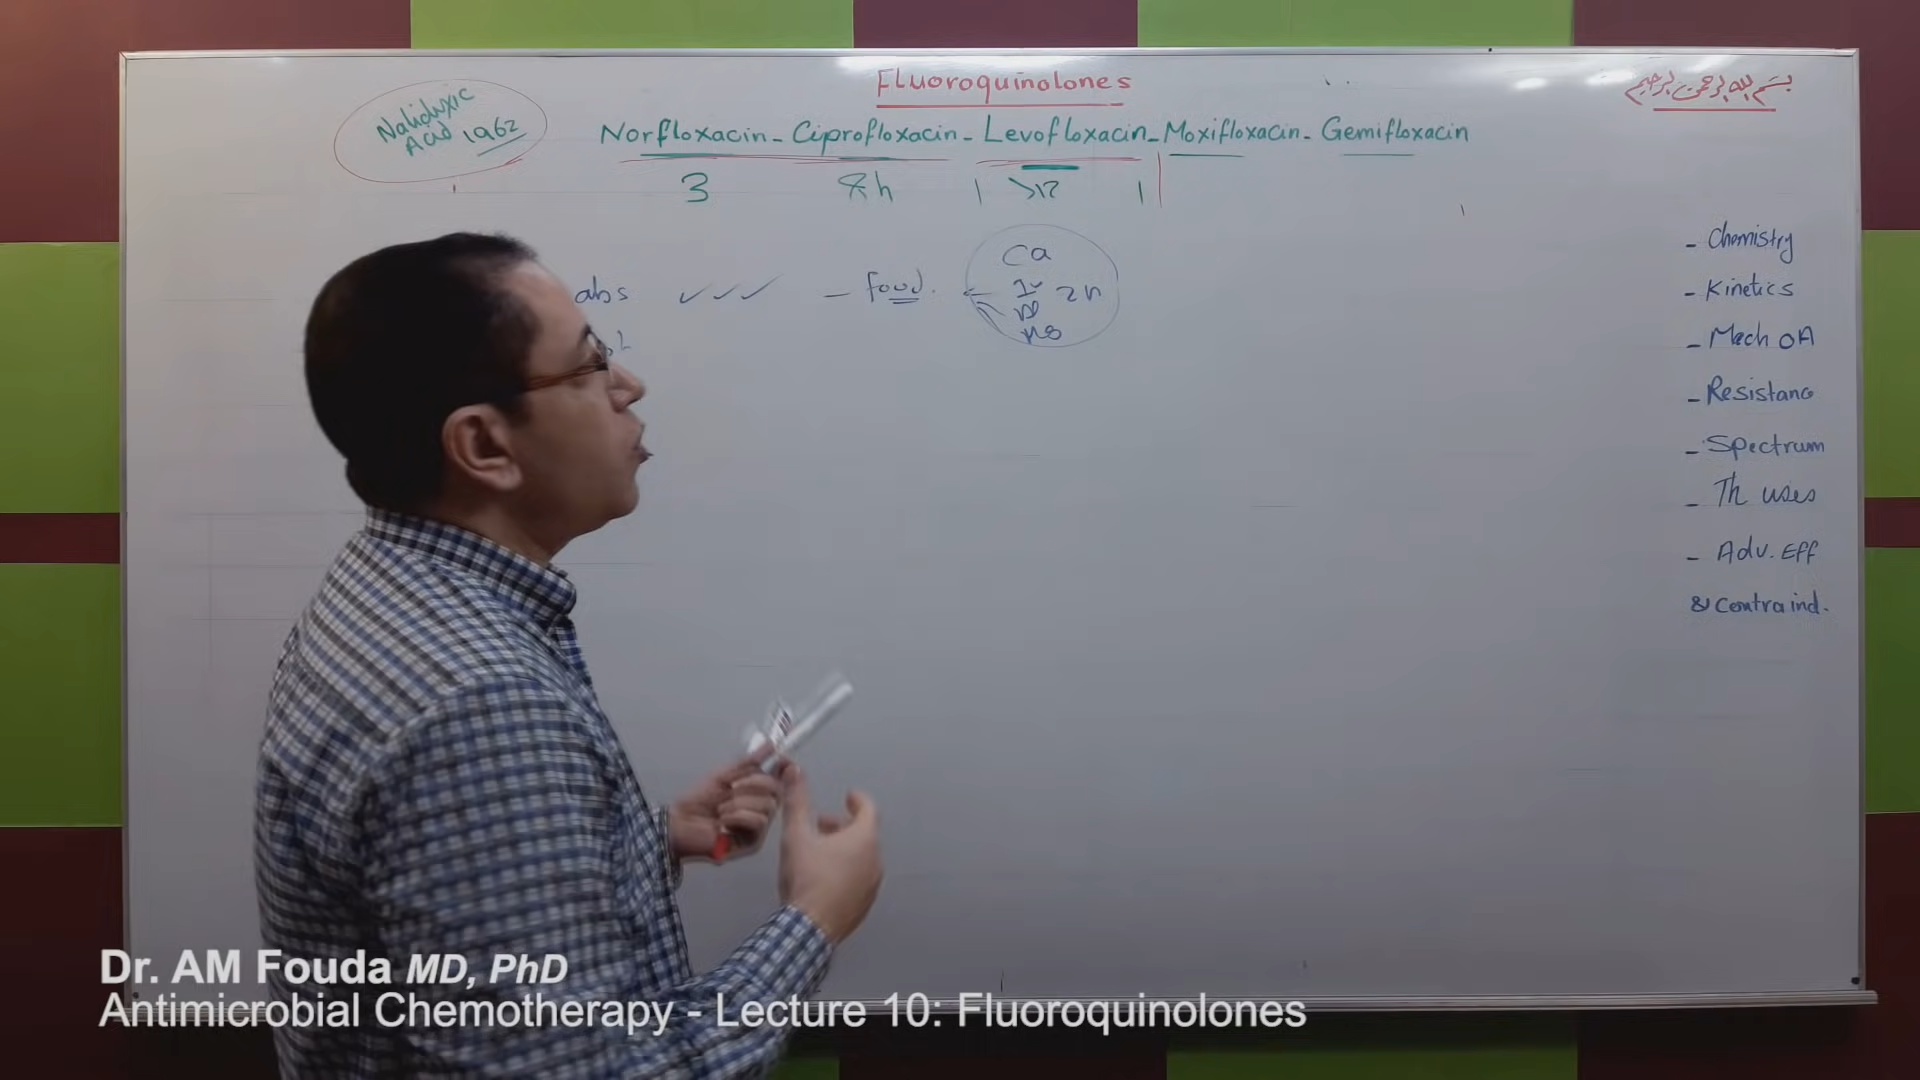 Fluoroquinolones
بسم الله الرحمن الرحيم
Nalidixic
Acid 1962
Norfloxacin - Ciprofloxacin - Levofloxacin - Moxifloxacin - Gemifloxacin
3 8h
abs ✓✓✓ - food.
Ca
Zn
- Chemistry
- Kinetics
- Mech OA
- Resistance
- Spectrum
- Th uses
- Adv. Eff
& Contraind.
Dr. AM Fouda MD, PhD
Antimicrobial Chemotherapy - Lecture 10: Fluoroquinolones